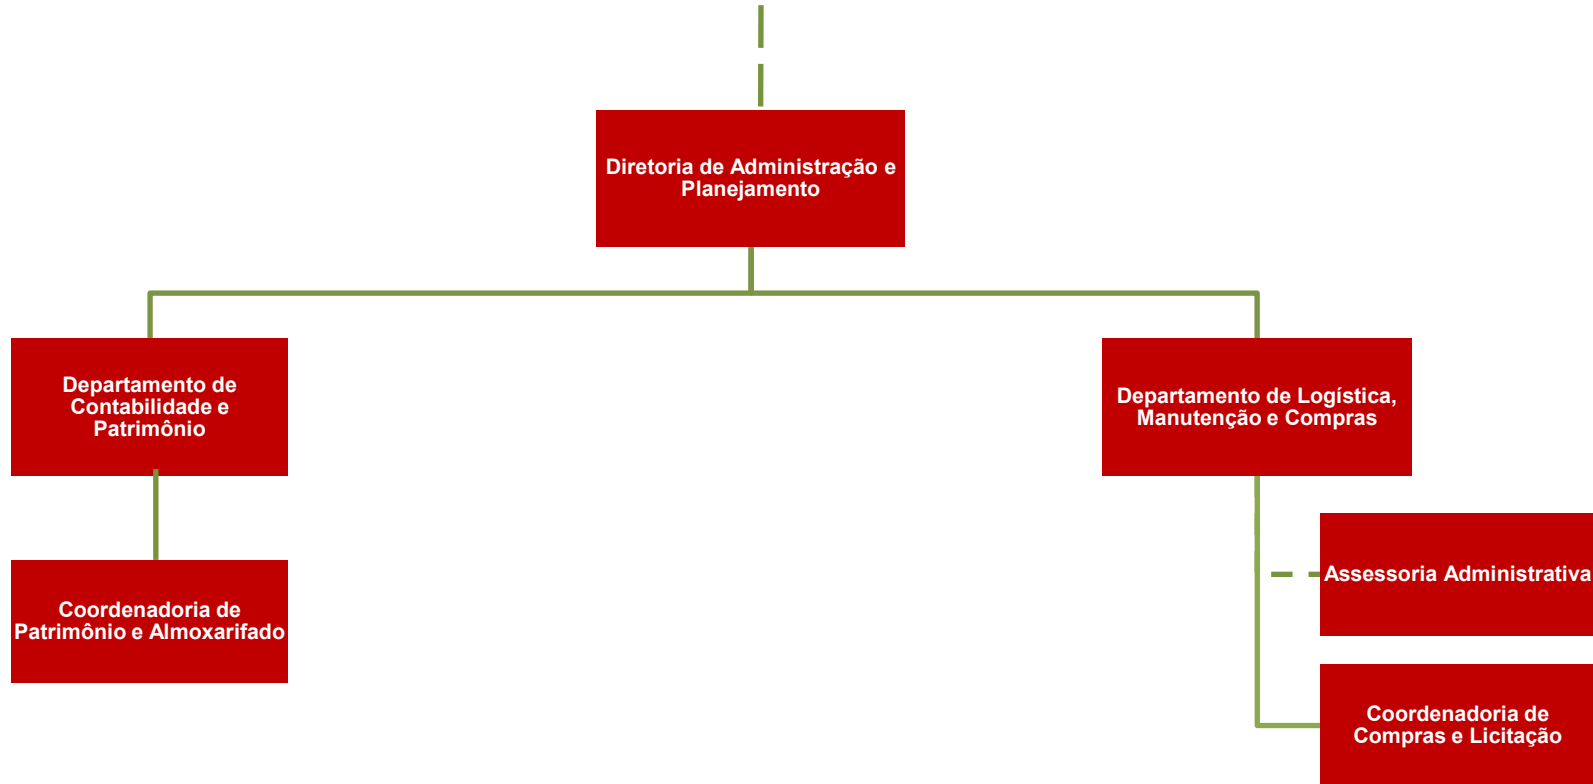 Diretoria de Administração e
Planejamento
Departamento de
Contabilidade e
Patrimônio
Departamento de Logística,
Manutenção e Compras
Coordenadoria de
Patrimônio e Almoxarifado
Assessoria Administrativa
Coordenadoria de
Compras e Licitação